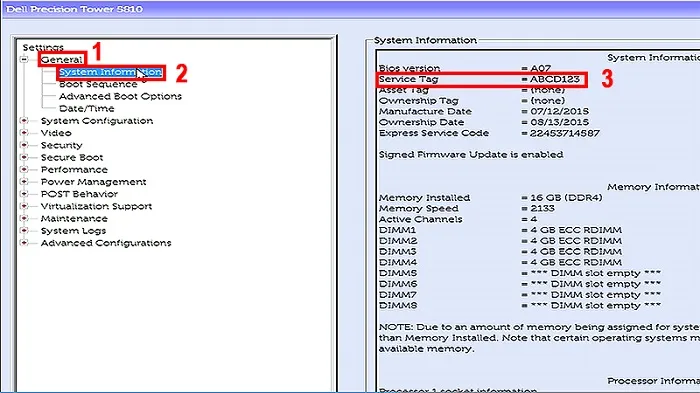 Dell Precision Tower 5810
Settings
General
1
System Information
2
Boot Sequence
Advanced Boot Options
Date/Time
System Configuration
Video
Security
Secure Boot
Performance
Power Management
POST Behavior
Virtualization Support
Maintenance
System Logs
Advanced Configurations
System Information
System Informatio
Bios version = A07
Service Tag = ABCD123
3
Asset Tag = (none)
Ownership Tag = (none)
Manufacture Date = 07/12/2015
Ownership Date = 08/13/2015
Express Service Code = 22453714587
Signed Firmware Update is enabled
Memory Informa
Memory Installed = 16 GB (DDR4)
Memory Speed = 2133
Active Channels = 4
DIMM1 = 4 GB ECC RDIMM
DIMM2 = 4 GB ECC RDIMM
DIMM3 = 4 GB ECC RDIMM
DIMM4 = 4 GB ECC RDIMM
DIMM5 = *** DIMM slot empty ***
DIMM6 = *** DIMM slot empty ***
DIMM7 = *** DIMM slot empty ***
DIMM8 = *** DIMM slot empty ***
NOTE: Due to an amount of memory being assigned for syste
than Memory Installed. Note that certain operating systems m
available memory.
Processor Informa
Processor 1 socket information